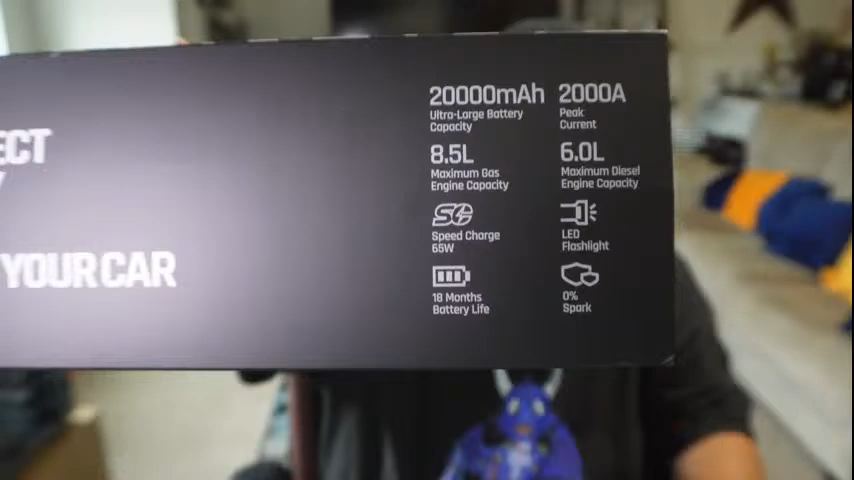 ECT
Y
YOUR CAR
20000mAh
Ultra-Large Battery
Capacity
2000A
Peak
Current
8.5L
Maximum Gas
Engine Capacity
6.0L
Maximum Diesel
Engine Capacity
Speed Charge
65W
LED
Flashlight
18 Months
Battery Life
0%
Spark